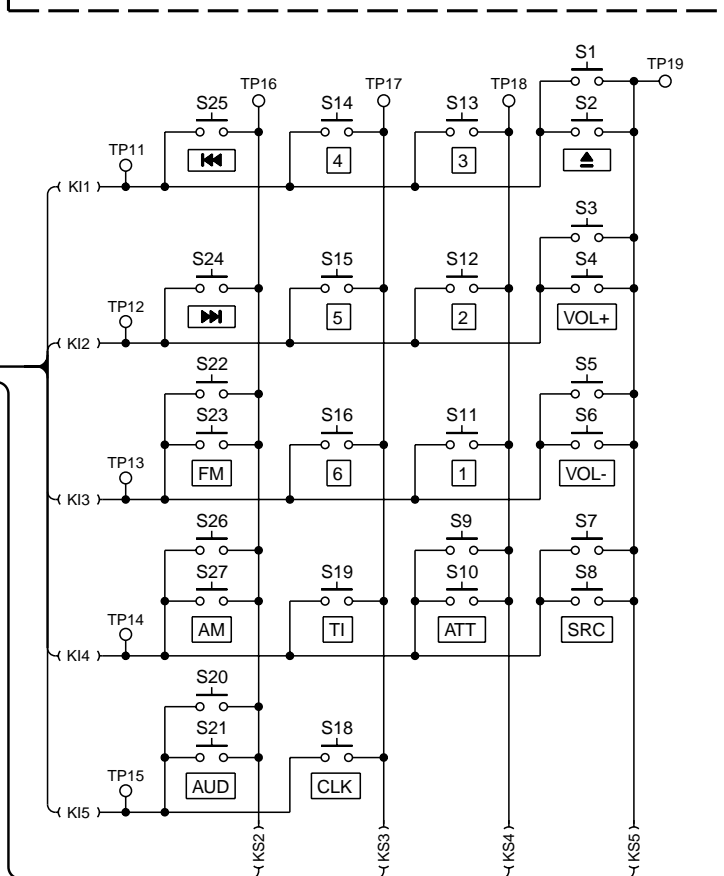 S1
TP16 TP17 TP18 TP19
S25 S14 S13 S2
TP11
4 3
KI1
S3
S24 S15 S12 S4
TP12
5 2 VOL+
KI2
S22 S5
S23 S16 S11 S6
TP13
FM 6 1 VOL-
KI3
S26 S9 S7
S27 S19 S10 S8
TP14
AM TI ATT SRC
KI4
S20
S21 S18
TP15
AUD CLK
KI5
KS2 KS3 KS4 KS5